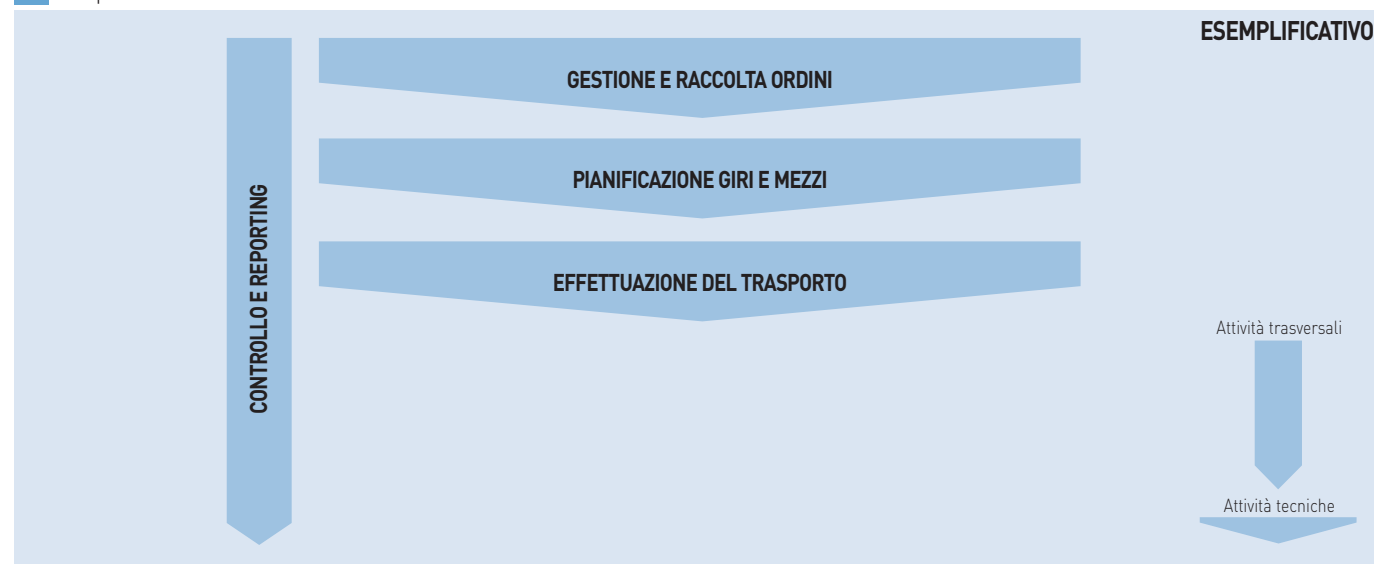 ESEMPLIFICATIVO
GESTIONE E RACCOLTA ORDINI
PIANIFICAZIONE GIRI E MEZZI
EFFETTUAZIONE DEL TRASPORTO
CONTROLLO E REPORTING
Attività trasversali
Attività tecniche